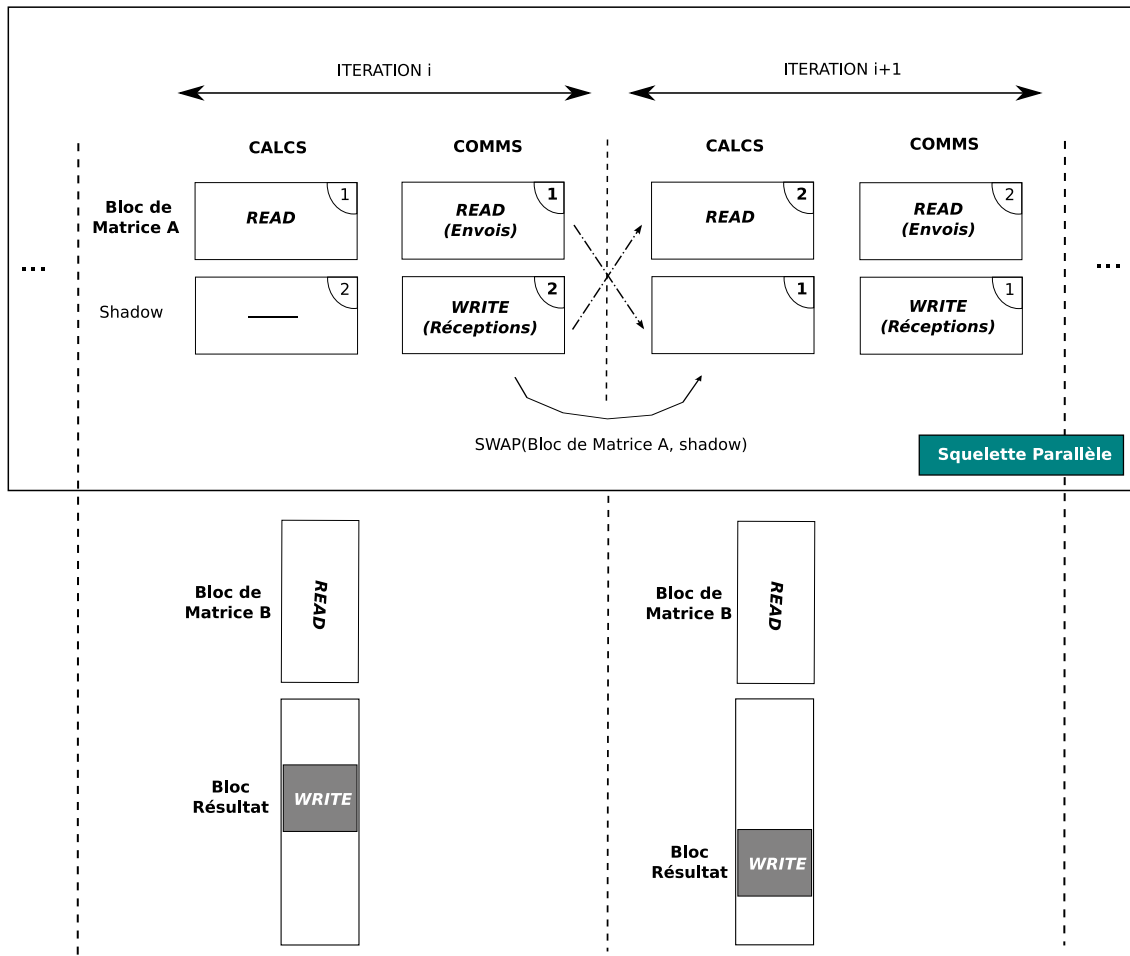 ITERATION i
ITERATION i+1
CALCS
COMMS
CALCS
COMMS
Bloc de
Matrice A
READ
1
READ
(Envois)
1
READ
2
READ
(Envois)
2
...
...
Shadow
2
WRITE
(Réceptions)
2
1
WRITE
(Réceptions)
1
SWAP(Bloc de Matrice A, shadow)
Squelette Parallèle
Bloc de
Matrice B
READ
Bloc de
Matrice B
READ
Bloc
Résultat
WRITE
Bloc
Résultat
WRITE